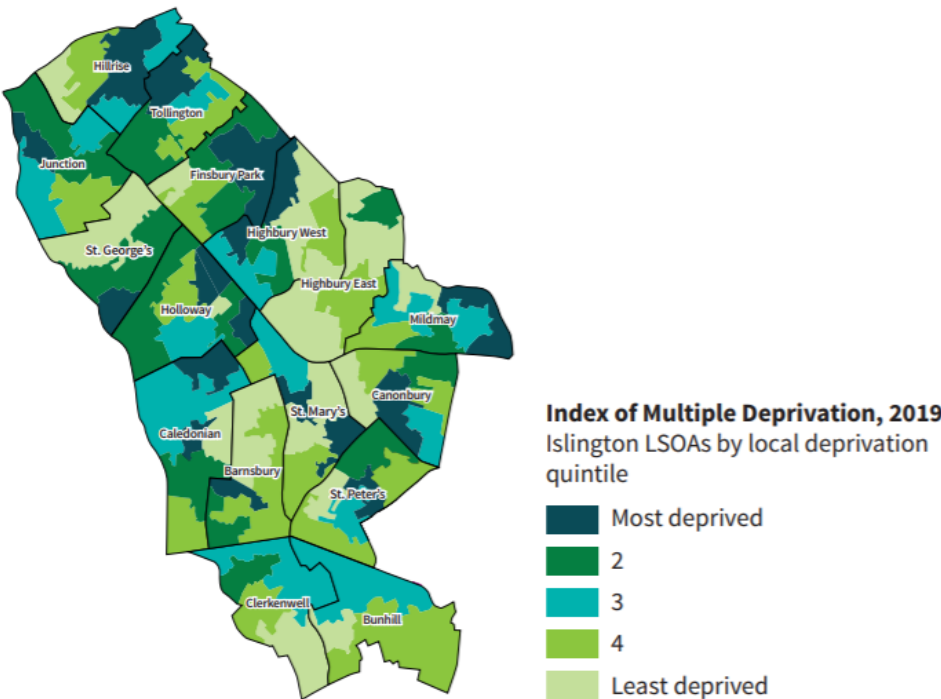 Hillrise
Tollington
Junction
Finsbury Park
Highbury West
St. George's
Highbury East
Holloway
Mildmay
Canonbury
St. Mary's
Caledonian
Barnsbury
St. Peter's
Clerkenwell
Bunhill
Index of Multiple Deprivation, 2019
Islington LSOAs by local deprivation
quintile
Most deprived
2
3
4
Least deprived